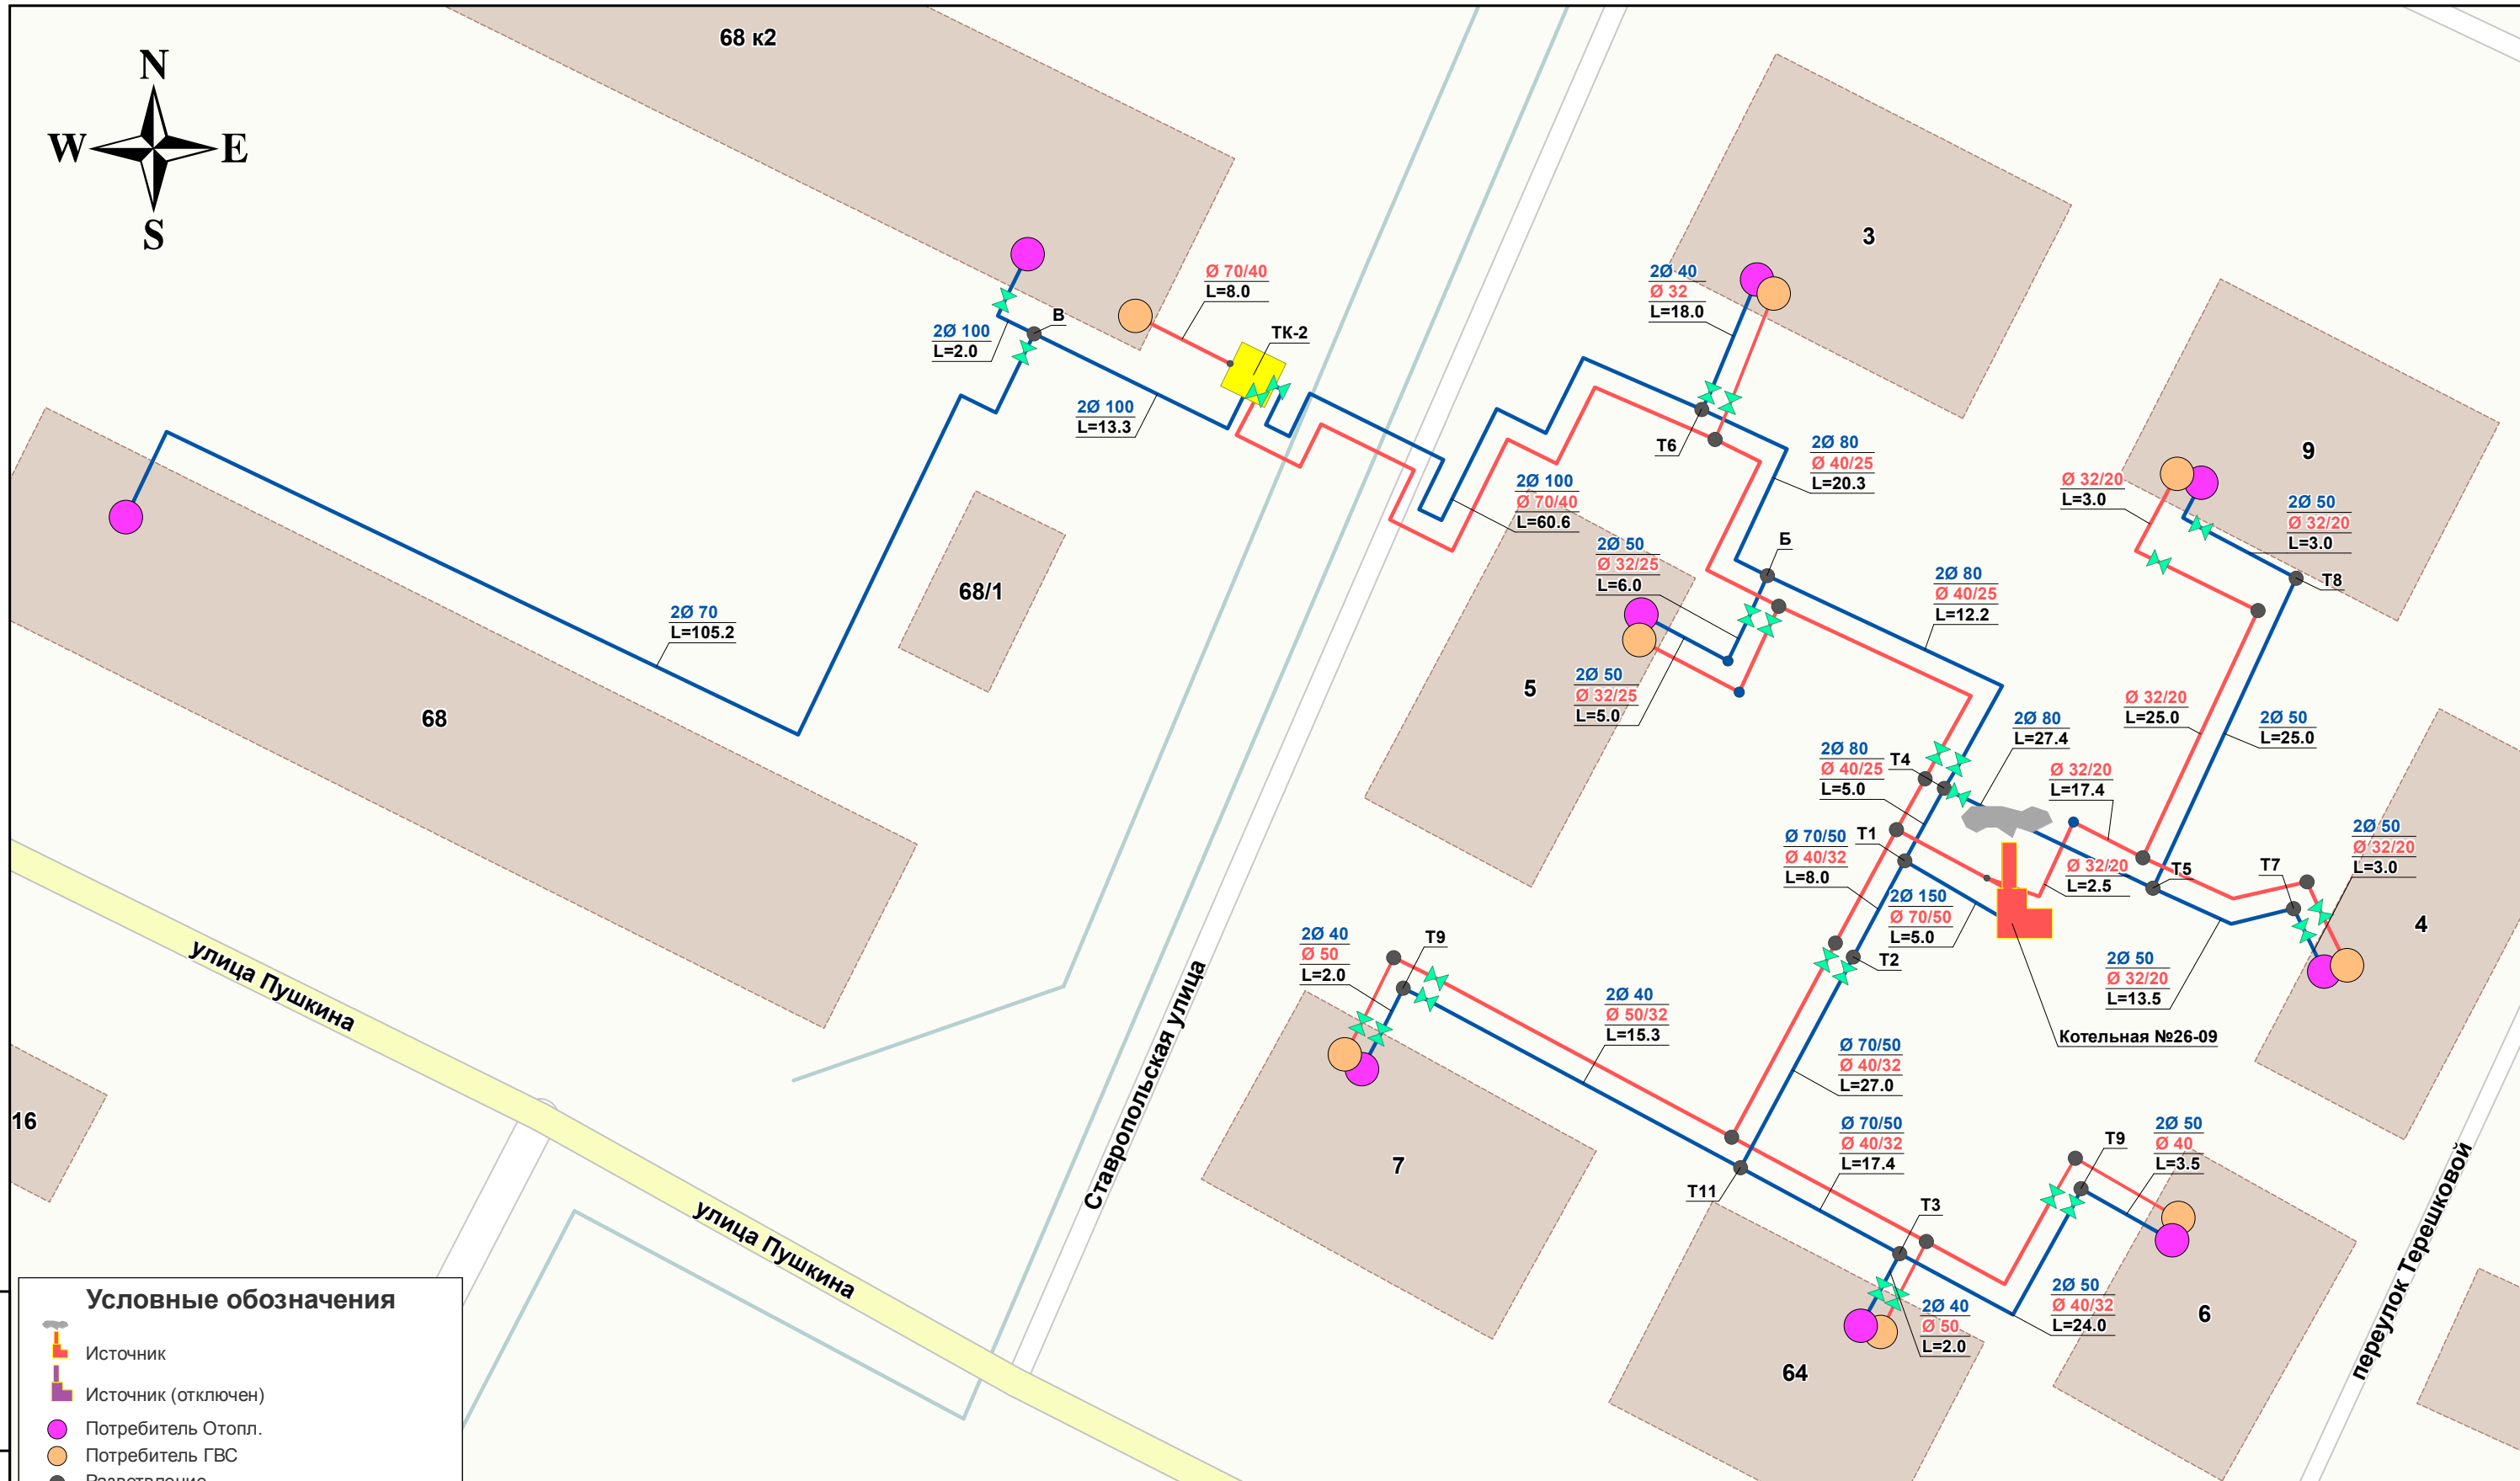 68 к2
N
W
E
S
3
Ø 70/40
L=8.0
2Ø 40
Ø 32
L=18.0
В
2Ø 100
L=2.0
ТК-2
2Ø 100
L=13.3
Т6
2Ø 80
Ø 40/25
L=20.3
9
Ø 32/20
L=3.0
2Ø 50
Ø 32/20
L=3.0
Т8
2Ø 100
Ø 70/40
L=60.6
2Ø 50
Ø 32/25
L=6.0
Б
2Ø 80
Ø 40/25
L=12.2
68/1
2Ø 70
L=105.2
68
5
2Ø 50
Ø 32/25
L=5.0
Ø 32/20
L=25.0
2Ø 50
L=25.0
2Ø 80
L=27.4
2Ø 80
Ø 40/25
L=5.0
Т4
Ø 32/20
L=17.4
Т1
Ø 70/50
Ø 40/32
L=8.0
2Ø 50
Ø 32/20
L=3.0
Ø 32/20
L=2.5
Т5
Т7
2Ø 150
Ø 70/50
L=5.0
4
Т2
2Ø 50
Ø 32/20
L=13.5
Котельная №26-09
2Ø 40
Ø 50
L=2.0
Т9
2Ø 40
Ø 50/32
L=15.3
Ø 70/50
Ø 40/32
L=27.0
улица Пушкина
Ставропольская улица
16
7
Ø 70/50
Ø 40/32
L=17.4
Т9
2Ø 50
Ø 40
L=3.5
Т11
Т3
улица Пушкина
переулок Терешковой
2Ø 40
Ø 50
L=2.0
2Ø 50
Ø 40/32
L=24.0
6
64
Условные обозначения
Источник
Источник (отключен)
Потребитель Отопл.
Потребитель ГВС
Разветвление